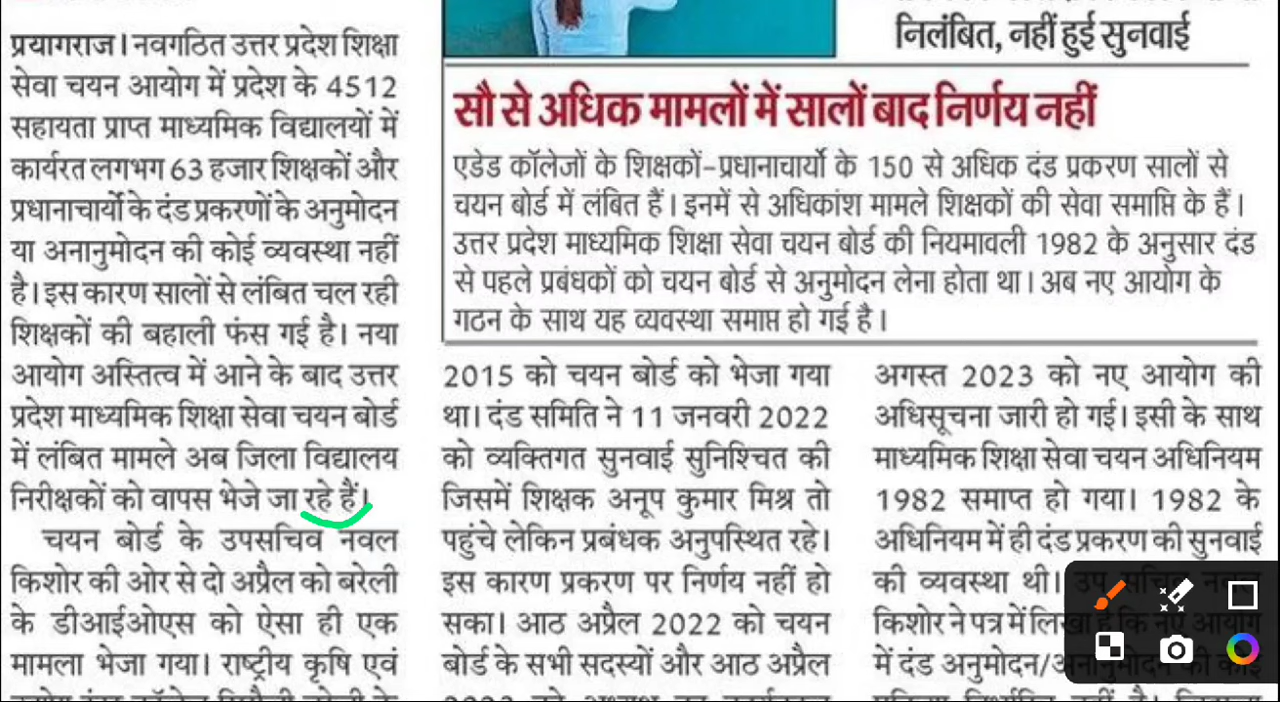 प्रयागराज। नवगठित उत्तर प्रदेश शिक्षा
सेवा चयन आयोग में प्रदेश के 4512
सहायता प्राप्त माध्यमिक विद्यालयों में
कार्यरत लगभग 63 हजार शिक्षकों और
प्रधानाचार्यों के दंड प्रकरणों के अनुमोदन
या अनानुमोदन की कोई व्यवस्था नहीं
है। इस कारण सालों से लंबित चल रही
शिक्षकों की बहाली फंस गई है। नया
आयोग अस्तित्व में आने के बाद उत्तर
प्रदेश माध्यमिक शिक्षा सेवा चयन बोर्ड
में लंबित मामले अब जिला विद्यालय
निरीक्षकों को वापस भेजे जा रहे हैं।
चयन बोर्ड के उपसचिव नवल
किशोर की ओर से दो अप्रैल को बरेली
के डीआईओएस को ऐसा ही एक
मामला भेजा गया। राष्ट्रीय कृषि एवं
निलंबित, नहीं हुई सुनवाई
सौ से अधिक मामलों में सालों बाद निर्णय नहीं
एडेड कॉलेजों के शिक्षकों-प्रधानाचार्यो के 150 से अधिक दंड प्रकरण सालों से
चयन बोर्ड में लंबित हैं। इनमें से अधिकांश मामले शिक्षकों की सेवा समाप्ति के हैं।
उत्तर प्रदेश माध्यमिक शिक्षा सेवा चयन बोर्ड की नियमावली 1982 के अनुसार दंड
से पहले प्रबंधकों को चयन बोर्ड से अनुमोदन लेना होता था। अब नए आयोग के
गठन के साथ यह व्यवस्था समाप्त हो गई है।
2015 को चयन बोर्ड को भेजा गया
था। दंड समिति ने 11 जनवरी 2022
को व्यक्तिगत सुनवाई सुनिश्चित की
जिसमें शिक्षक अनूप कुमार मिश्र तो
पहुंचे लेकिन प्रबंधक अनुपस्थित रहे।
इस कारण प्रकरण पर निर्णय नहीं हो
सका। आठ अप्रैल 2022 को चयन
बोर्ड के सभी सदस्यों और आठ अप्रैल
अगस्त 2023 को नए आयोग की
अधिसूचना जारी हो गई। इसी के साथ
माध्यमिक शिक्षा सेवा चयन अधिनियम
1982 समाप्त हो गया। 1982 के
अधिनियम में ही दंड प्रकरण की सुनवाई
की व्यवस्था थी। उप सचिव नवल
किशोर ने पत्र में लिखा है कि नए आयोग
में दंड अनुमोदन/अनानुमोदन की कोई